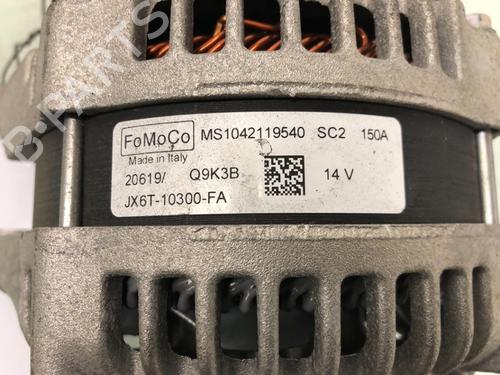 B-PARTS
FoMoCo MS1042119540 SC2 150A
Made in Italy
20619/ Q9K3B 14 V
JX6T-10300-FA